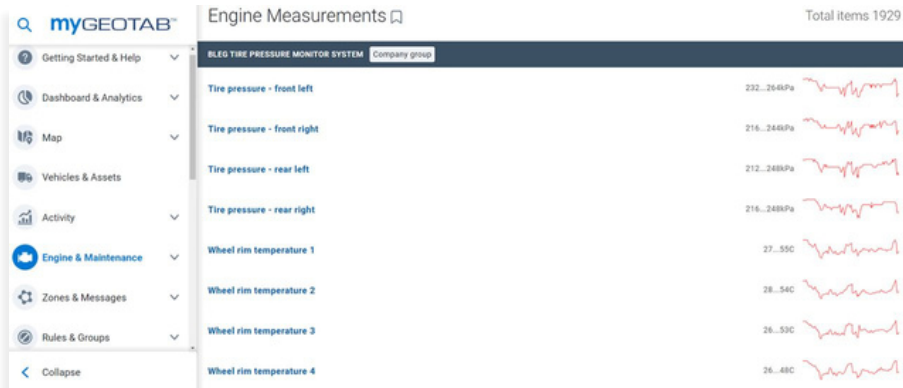 myGEOTAB™
Getting Started & Help
Dashboard & Analytics
Map
Vehicles & Assets
Activity
Engine & Maintenance
Zones & Messages
Rules & Groups
Collapse
Engine Measurements
Total items 1929
BLEG TIRE PRESSURE MONITOR SYSTEM Company group
Tire pressure - front left 232...264kPa
Tire pressure - front right 216...244kPa
Tire pressure - rear left 212...248kPa
Tire pressure - rear right 216...248kPa
Wheel rim temperature 1 27...55C
Wheel rim temperature 2 28...54C
Wheel rim temperature 3 26...53C
Wheel rim temperature 4 26...48C